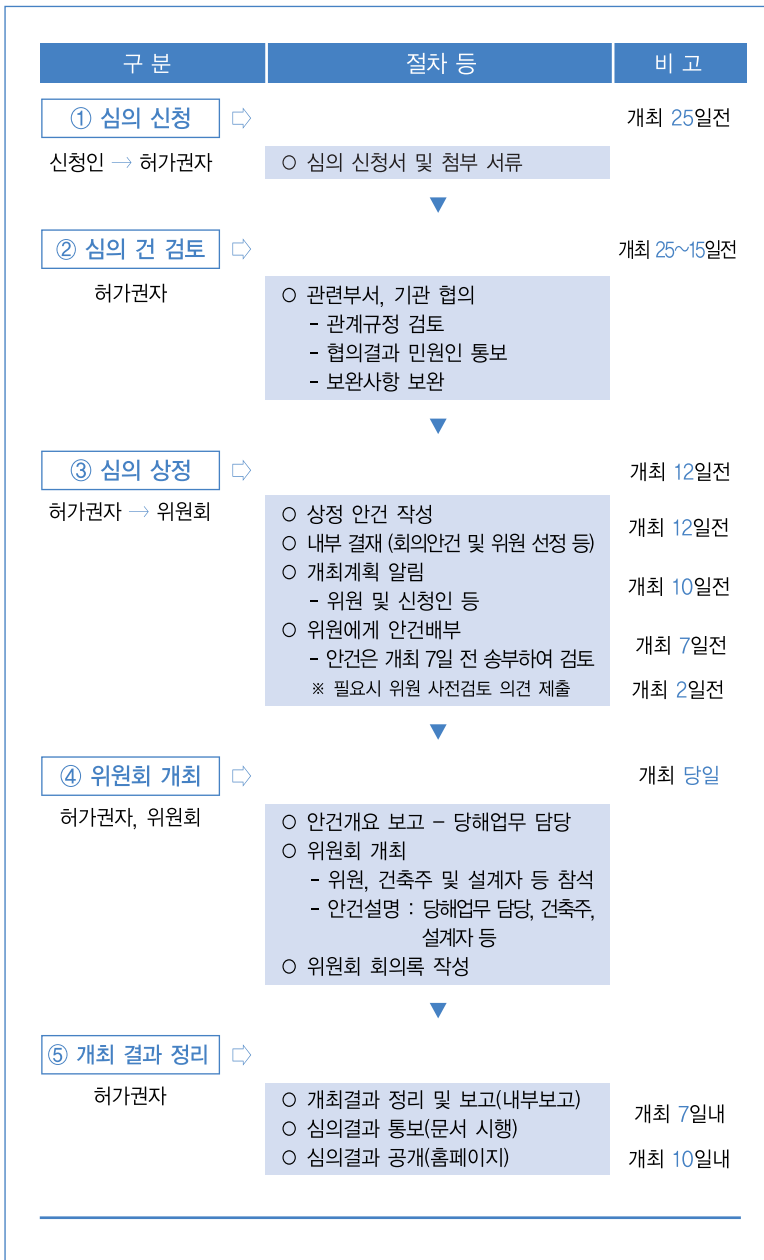 구 분 절차 등 비 고
① 심의 신청 ⇨ 개최 25일전
신청인 → 허가권자 ○ 심의 신청서 및 첨부 서류
▼
② 심의 건 검토 ⇨ 개최 25~15일전
허가권자 ○ 관련부서, 기관 협의
- 관계규정 검토
- 협의결과 민원인 통보
- 보완사항 보완
▼
③ 심의 상정 ⇨ 개최 12일전
허가권자 → 위원회 ○ 상정 안건 작성
개최 12일전
○ 내부 결재 (회의안건 및 위원 선정 등)
○ 개최계획 알림 개최 10일전
- 위원 및 신청인 등
○ 위원에게 안건배부 개최 7일전
- 안건은 개최 7일 전 송부하여 검토
※ 필요시 위원 사전검토 의견 제출 개최 2일전
▼
④ 위원회 개최 ⇨ 개최 당일
허가권자, 위원회 ○ 안건개요 보고 – 당해업무 담당
○ 위원회 개최
- 위원, 건축주 및 설계자 등 참석
- 안건설명 : 당해업무 담당, 건축주,
설계자 등
○ 위원회 회의록 작성
▼
⑤ 개최 결과 정리 ⇨
허가권자 ○ 개최결과 정리 및 보고(내부보고)
개최 7일내
○ 심의결과 통보(문서 시행)
○ 심의결과 공개(홈페이지) 개최 10일내